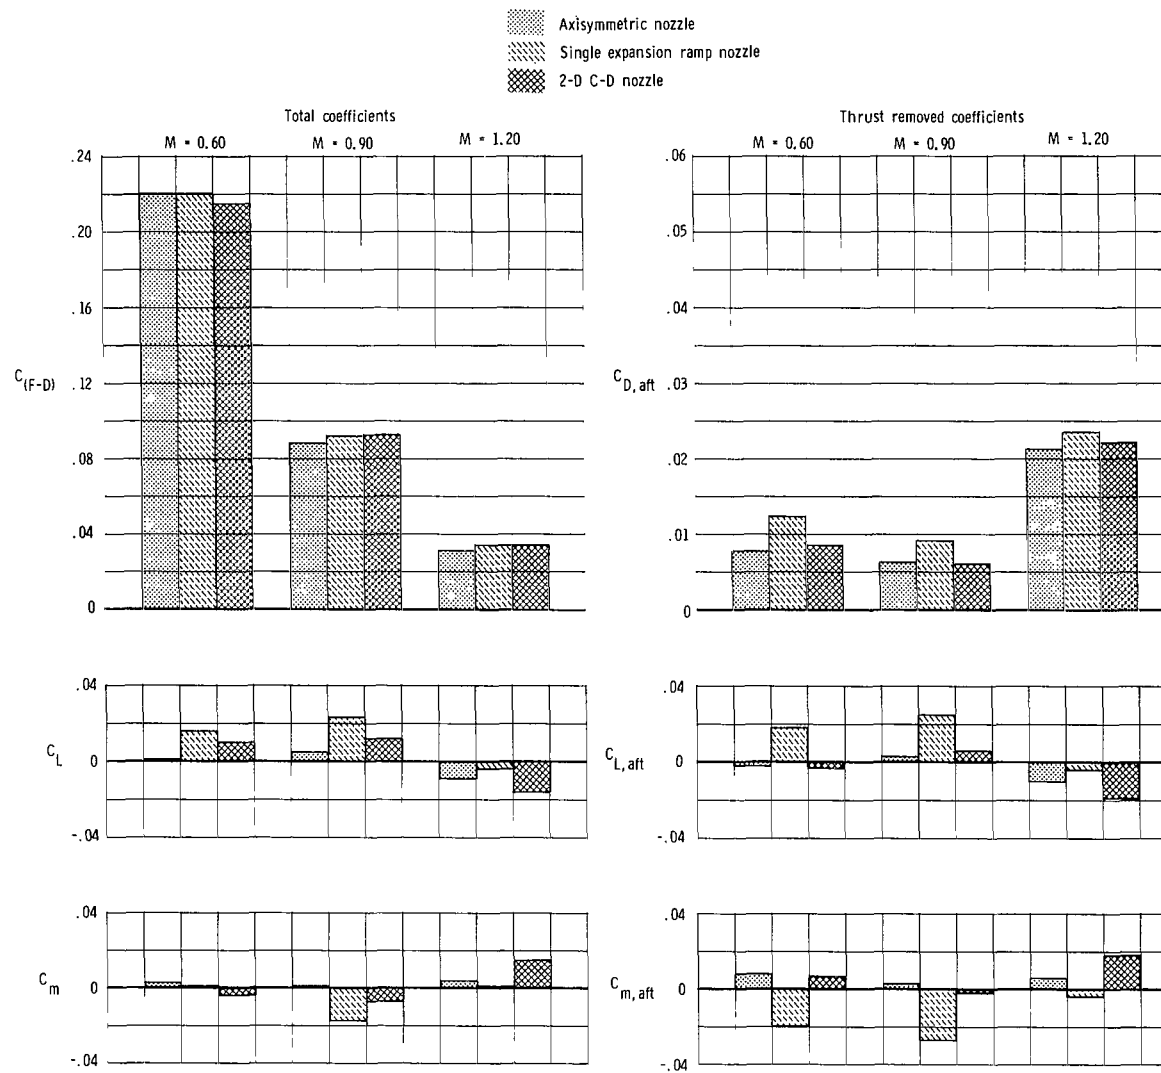 Axisymmetric nozzle
Single expansion ramp nozzle
2-D C-D nozzle
Total coefficients
M = 0.60
M = 0.90
M = 1.20
.24
.20
.16
C(F-D)
.12
.08
.04
0
Thrust removed coefficients
M = 0.60
M = 0.90
M = 1.20
.06
.05
.04
CD, aft
.03
.02
.01
0
.04
CL
0
-.04
.04
CL, aft
0
-.04
.04
Cm
0
-.04
.04
Cm, aft
0
-.04